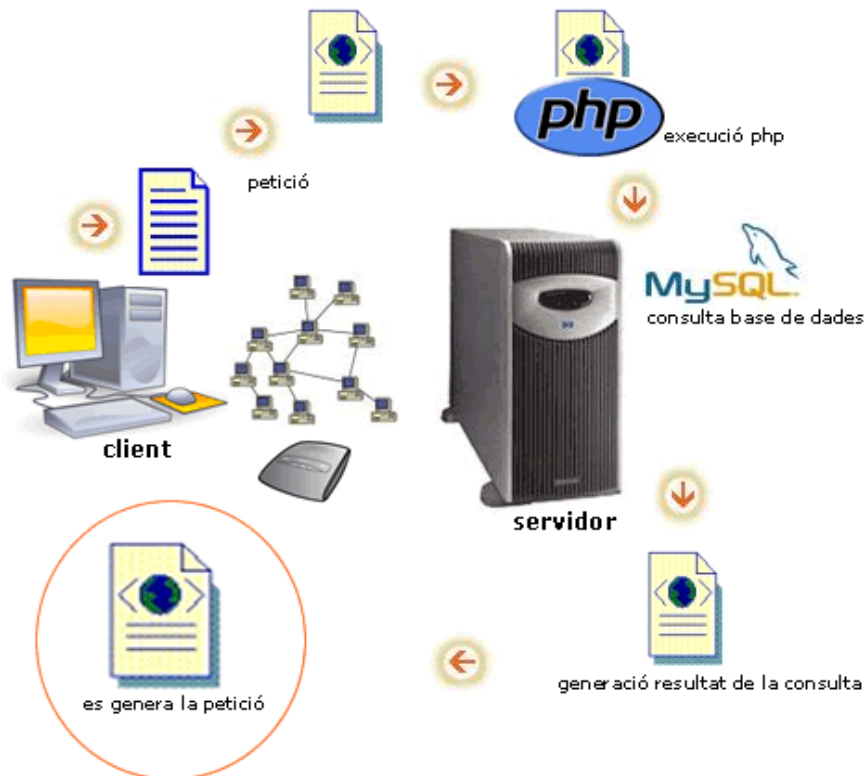 php
execució php
petició
MySQL
consulta base de dades
client
servidor
generació resultat de la consulta
es genera la petició